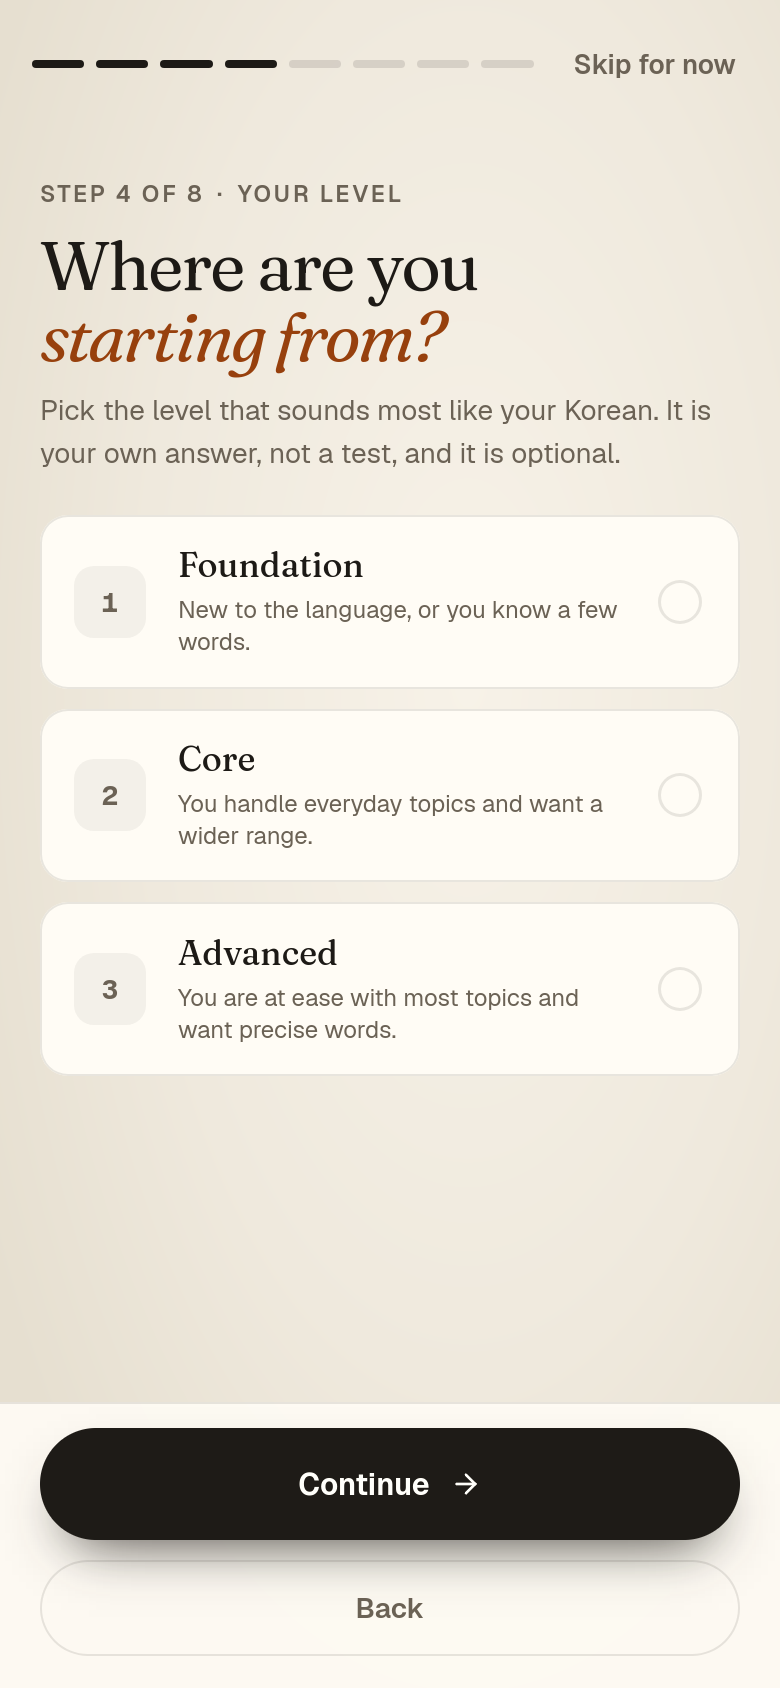 Skip for now
STEP 4 OF 8 · YOUR LEVEL
Where are you
starting from?
Pick the level that sounds most like your Korean. It is
your own answer, not a test, and it is optional.
1
Foundation
New to the language, or you know a few
words.
2
Core
You handle everyday topics and want a
wider range.
3
Advanced
You are at ease with most topics and
want precise words.
Continue →
Back